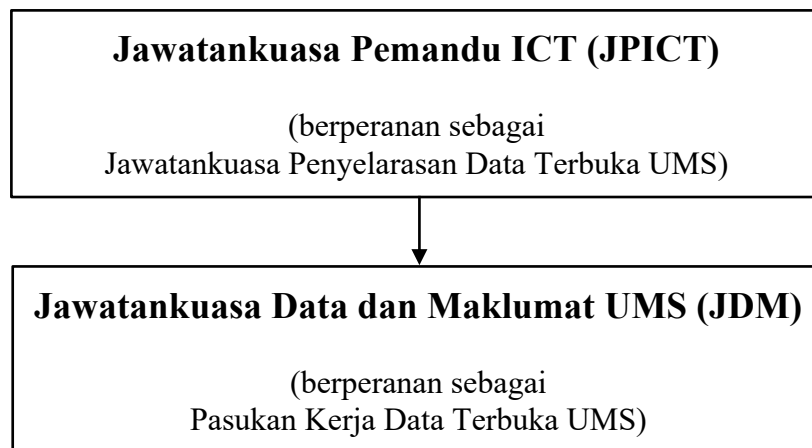 Jawatankuasa Pemandu ICT (JPICT)
(berperanan sebagai
Jawatankuasa Penyelarasan Data Terbuka UMS)
Jawatankuasa Data dan Maklumat UMS (JDM)
(berperanan sebagai
Pasukan Kerja Data Terbuka UMS)